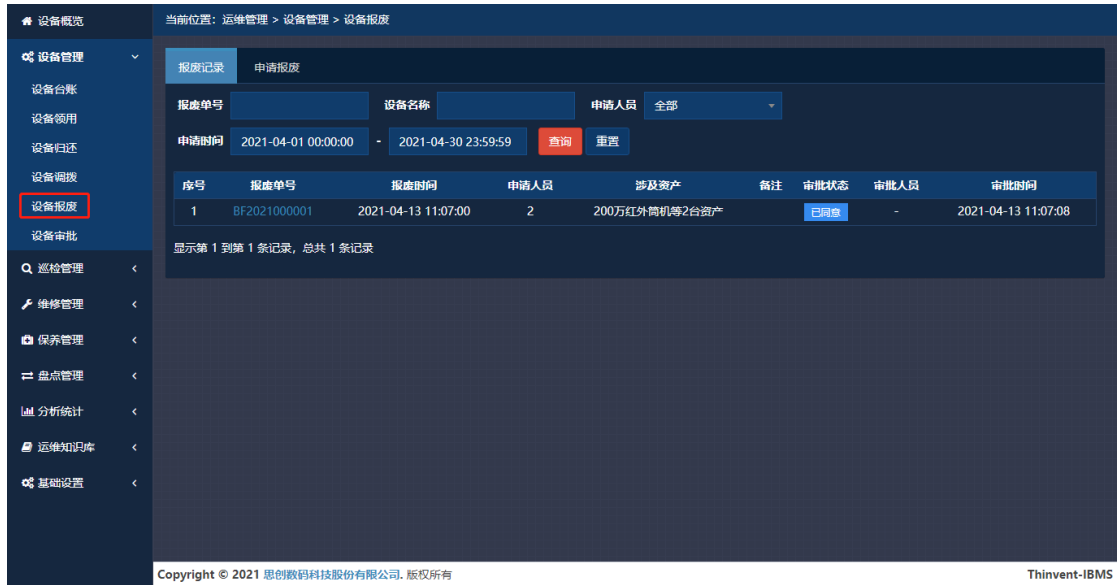 设备概览
设备管理
设备台账
设备领用
设备归还
设备调拨
设备报废
设备审批
巡检管理
维修管理
保养管理
盘点管理
分析统计
运维知识库
基础设置
当前位置：运维管理 > 设备管理 > 设备报废
报废记录 申请报废
报废单号 设备名称 申请人员 全部
申请时间 2021-04-01 00:00:00 - 2021-04-30 23:59:59 查询 重置
序号 报废单号 报废时间 申请人员 涉及资产 备注 审批状态 审批人员 审批时间
1 BF2021000001 2021-04-13 11:07:00 2 200万红外筒机等2台资产 已同意 - 2021-04-13 11:07:08
显示第 1 到第 1 条记录，总共 1 条记录
Copyright © 2021 思创数码科技股份有限公司. 版权所有 Thinvent-IBMS